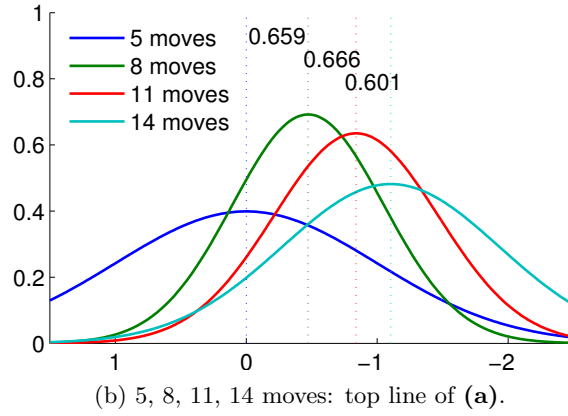 1
0.8
0.6
0.4
0.2
0
5 moves
8 moves
11 moves
14 moves
0.659
0.666
0.601
1 0 −1 −2
(b) 5, 8, 11, 14 moves: top line of (a).